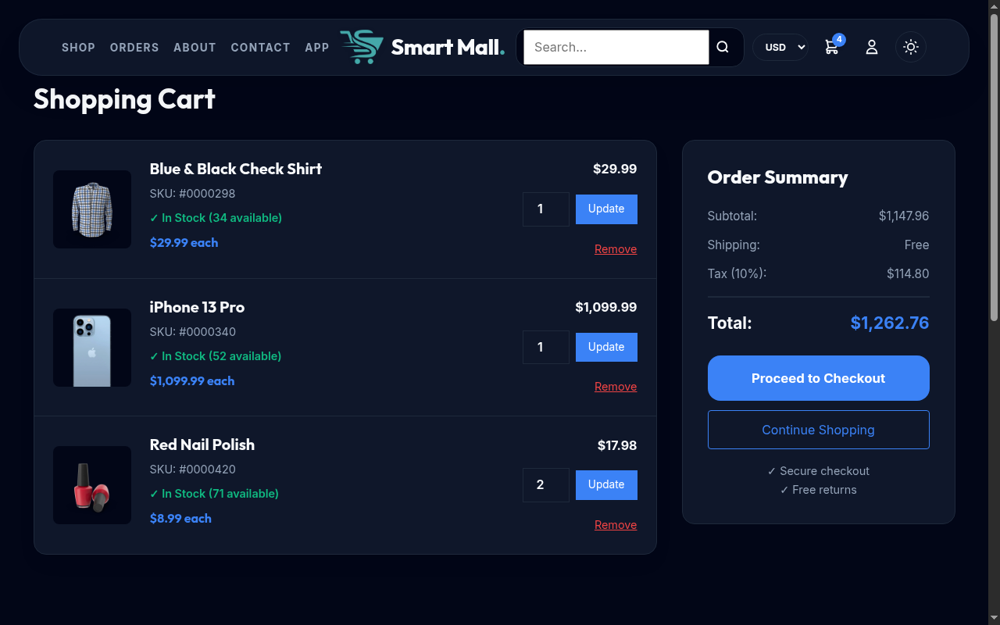 SHOP ORDERS ABOUT CONTACT APP Smart Mall. Search... USD 4
Shopping Cart
Blue & Black Check Shirt
SKU: #0000298
✓ In Stock (34 available)
$29.99 each
$29.99
1 Update
Remove
iPhone 13 Pro
SKU: #0000340
✓ In Stock (52 available)
$1,099.99 each
$1,099.99
1 Update
Remove
Red Nail Polish
SKU: #0000420
✓ In Stock (71 available)
$8.99 each
$17.98
2 Update
Remove
Order Summary
Subtotal: $1,147.96
Shipping: Free
Tax (10%): $114.80
Total: $1,262.76
Proceed to Checkout
Continue Shopping
✓ Secure checkout
✓ Free returns